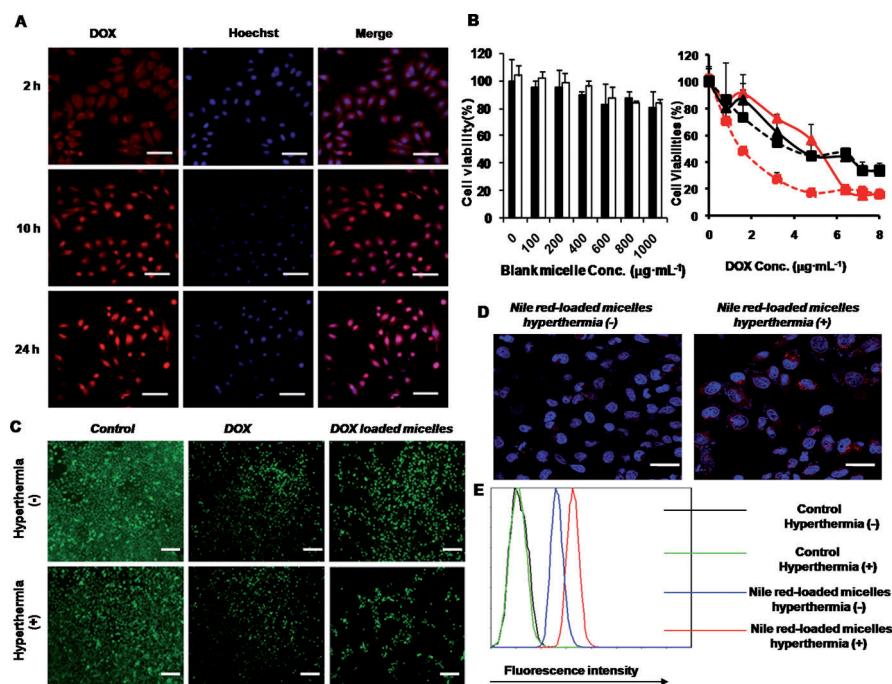 A
DOX
Hoechst
Merge
2 h
10 h
24 h
B
Cell viability(%)
120
100
80
60
40
20
0
0
100
200
400
600
800
1000
Blank micelle Conc. (µg·mL⁻¹)
Cell Viabilities (%)
120
100
80
60
40
20
0
0
2
4
6
8
DOX Conc. (µg·mL⁻¹)
C
Control
DOX
DOX loaded micelles
Hyperthermia
(-)
Hyperthermia
(+)
D
Nile red-loaded micelles
hyperthermia (-)
Nile red-loaded micelles
hyperthermia (+)
E
Fluorescence intensity
Control
Hyperthermia (-)
Control
Hyperthermia (+)
Nile red-loaded micelles
hyperthermia (-)
Nile red-loaded micelles
hyperthermia (+)